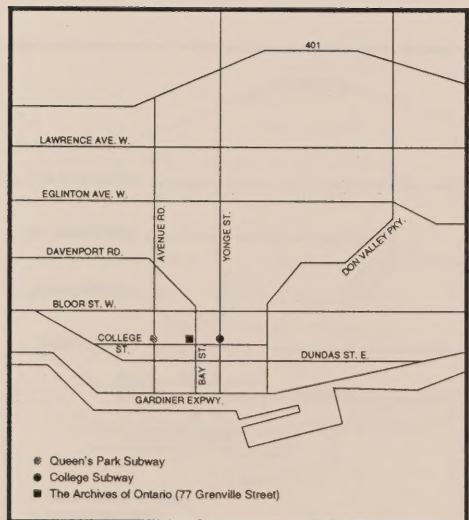 401
LAWRENCE AVE. W.
EGLINTON AVE. W.
AVENUE RD.
YONGE ST.
DAVENPORT RD.
DON VALLEY PKY.
BLOOR ST. W.
COLLEGE
ST.
BAY ST.
DUNDAS ST. E.
GARDINER EXPWY.
Queen's Park Subway
College Subway
The Archives of Ontario (77 Grenville Street)